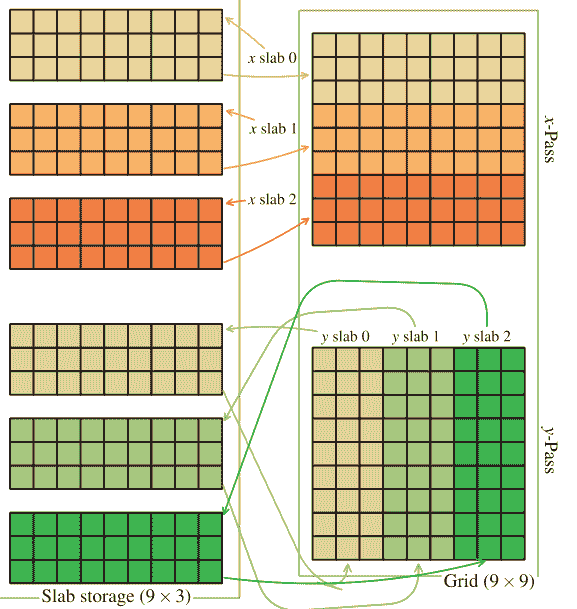 x slab 0
x slab 1
x slab 2
x-Pass
y slab 0 y slab 1 y slab 2
y-Pass
Slab storage (9 × 3)
Grid (9 × 9)